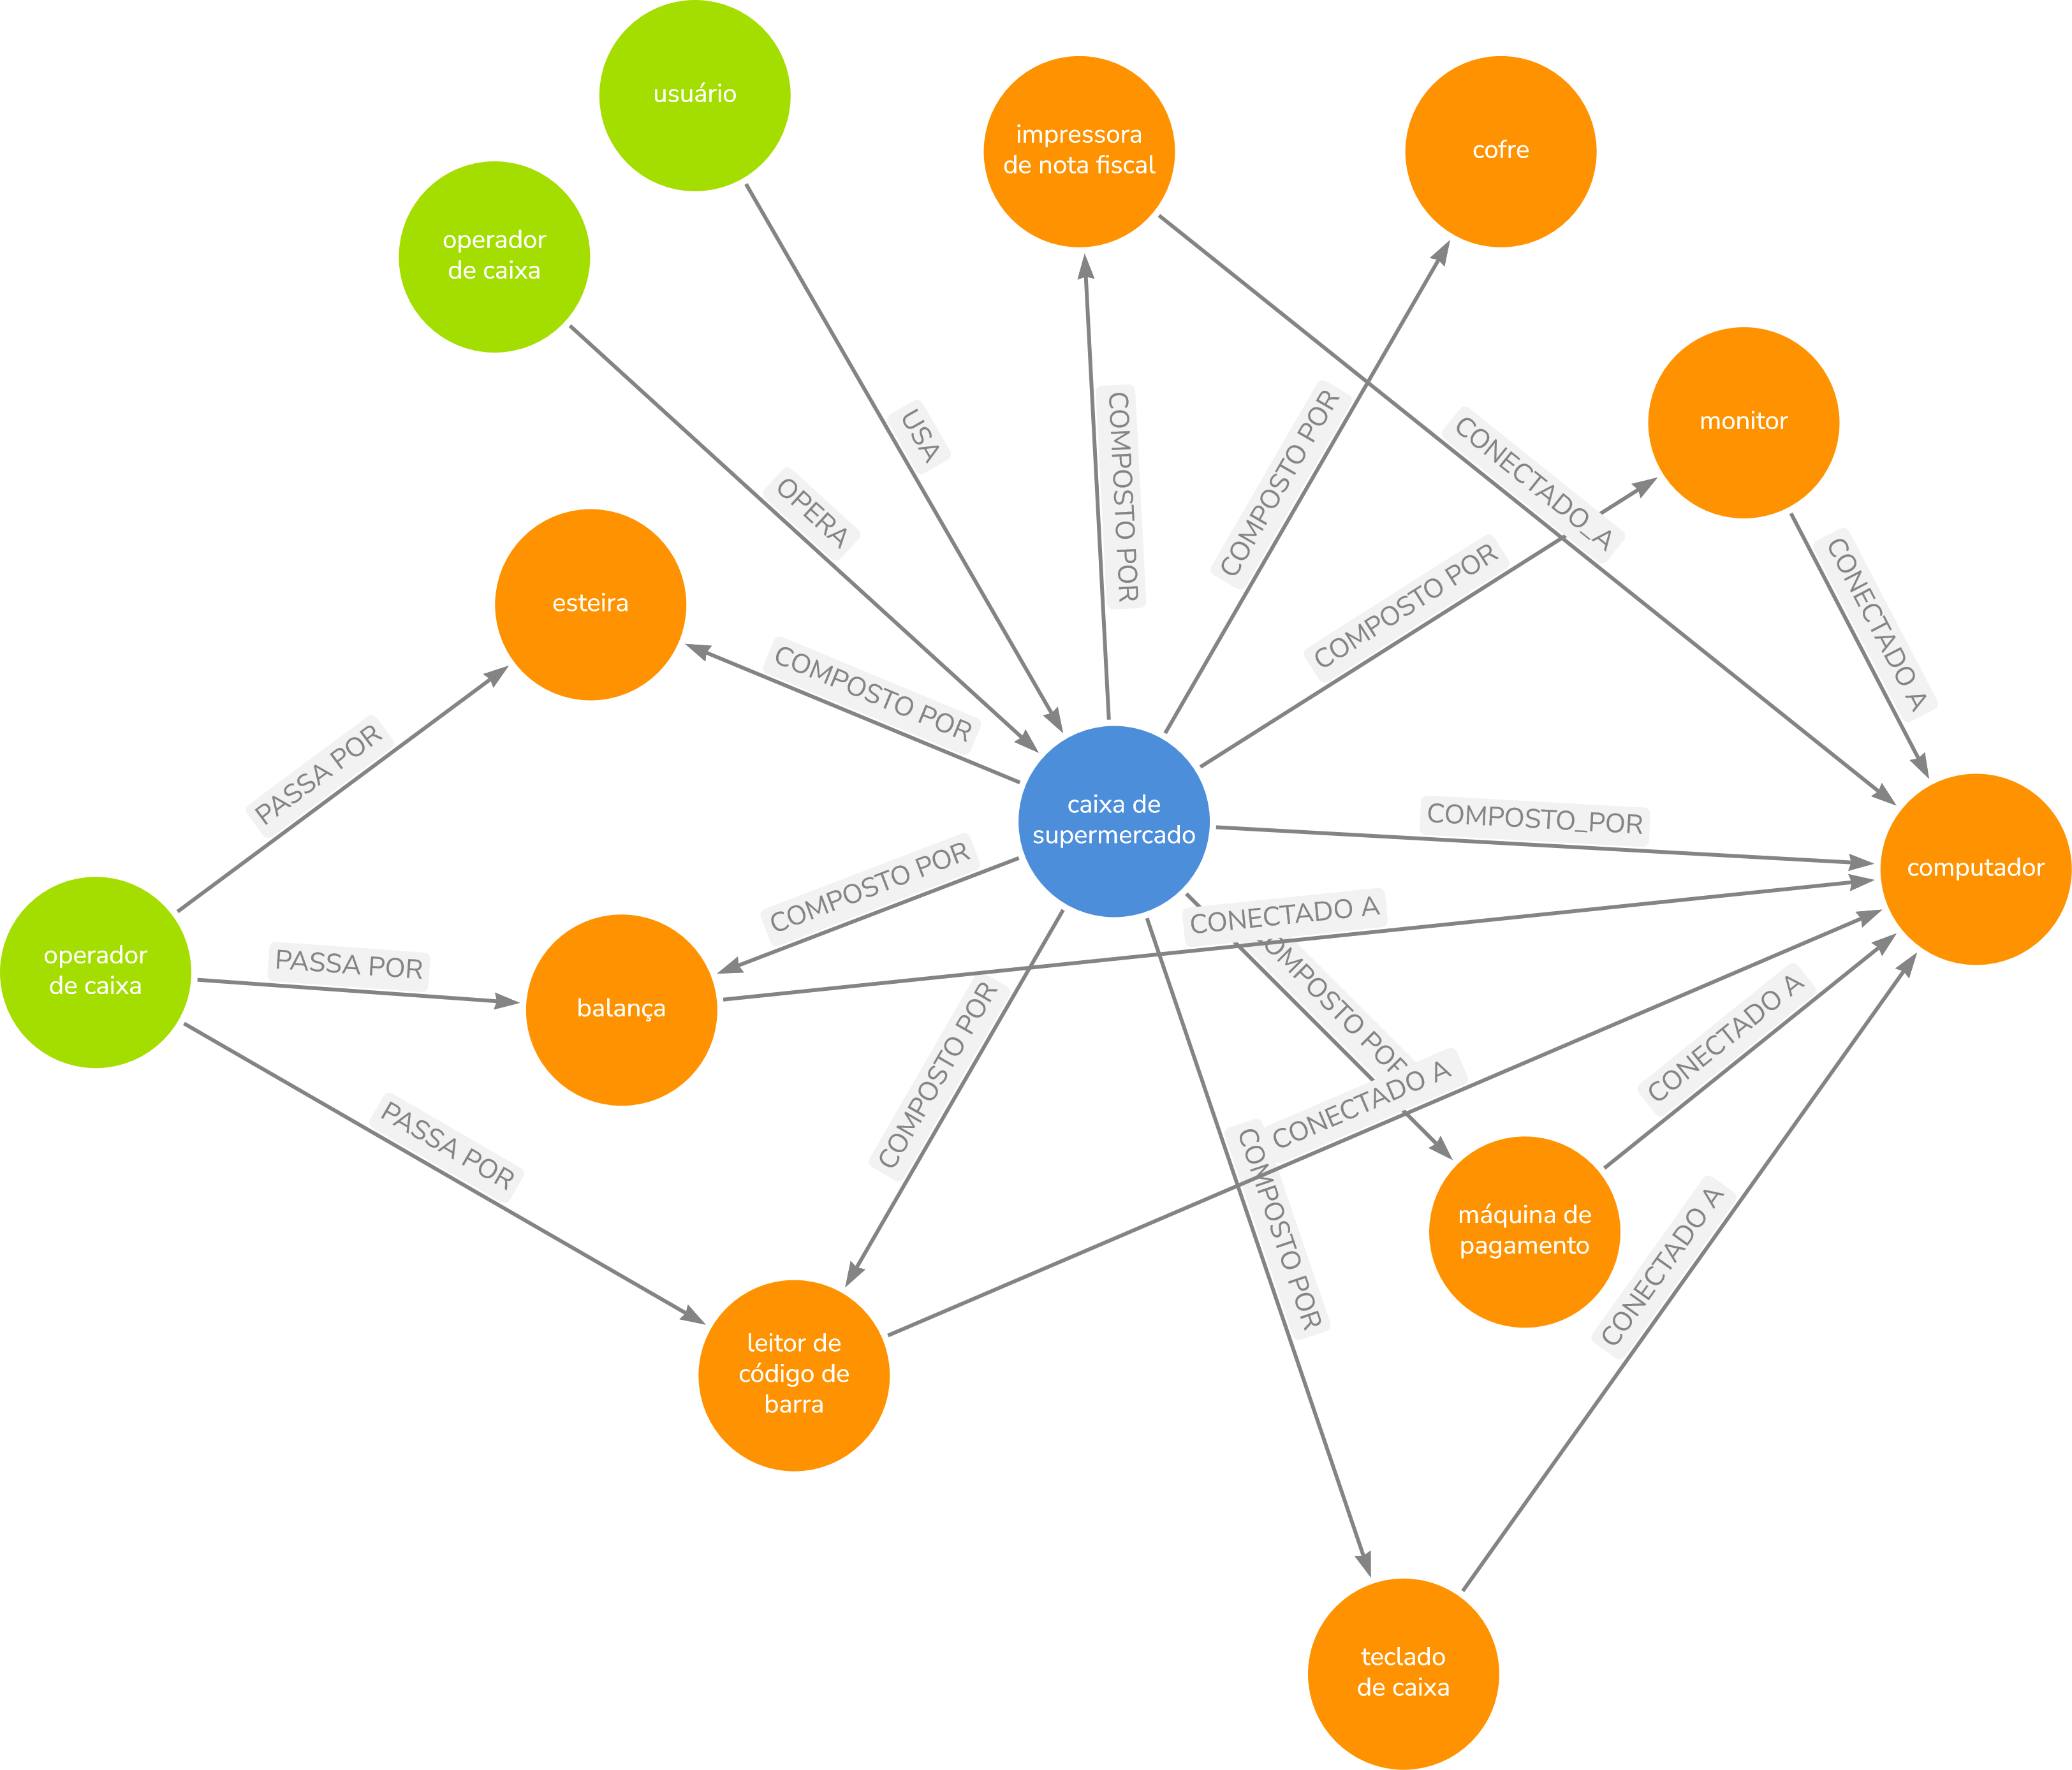 usuário
impressora
de nota fiscal
cofre
operador
de caixa
monitor
USA
OPERA
COMPOSTO POR
COMPOSTO POR
CONECTADO_A
esteira
COMPOSTO POR
CONECTADO A
COMPOSTO POR
PASSA POR
caixa de
supermercado
COMPOSTO_POR
computador
COMPOSTO POR
CONECTADO A
operador
de caixa
PASSA POR
balança
OMPOSTO POR
CONECTADO A
COMPOSTO POR
CONECTADO A
PASSA POR
COMPOSTO POR
máquina de
pagamento
CONECTADO A
leitor de
código de
barra
teclado
de caixa